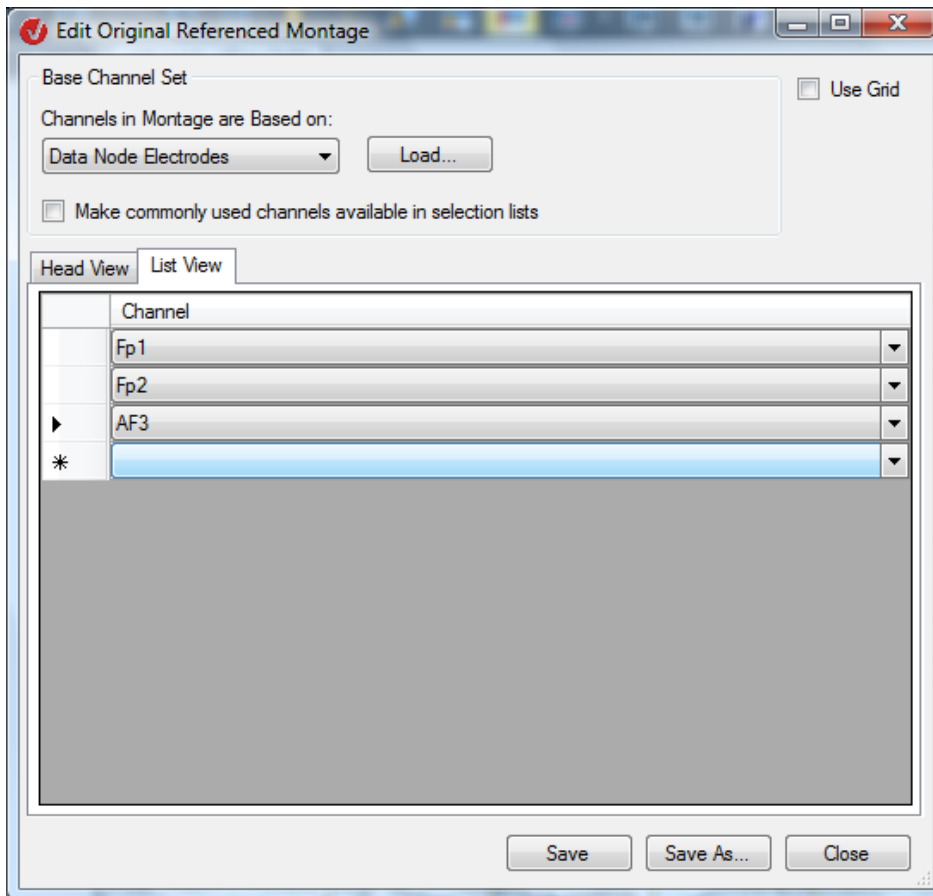 Edit Original Referenced Montage
Base Channel Set
Use Grid
Channels in Montage are Based on:
Data Node Electrodes
Load...
Make commonly used channels available in selection lists
Head View
List View
Channel
Fp1
Fp2
AF3
Save
Save As...
Close